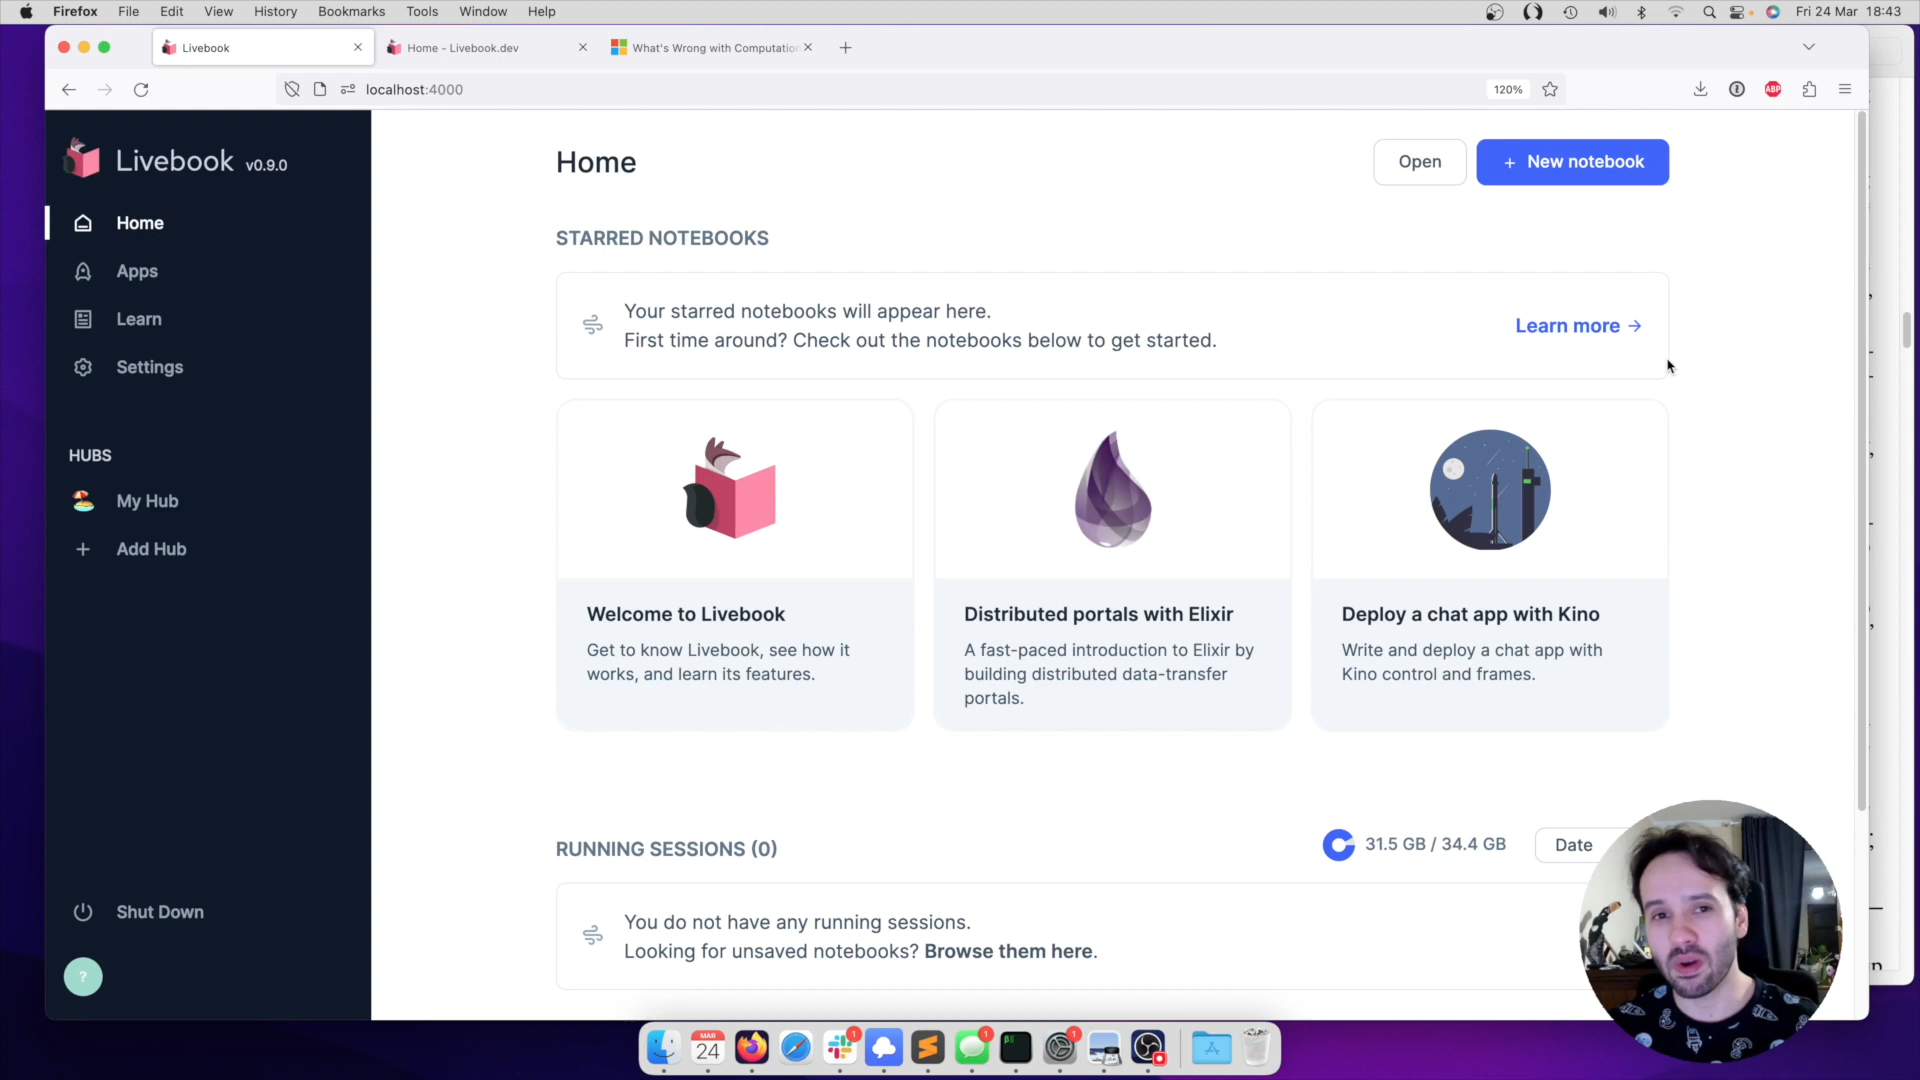 Firefox File Edit View History Bookmarks Tools Window Help
Fri 24 Mar 18:43
Livebook
Home - Livebook.dev
What's Wrong with Computation
localhost:4000
120%
ABP
Livebook v0.9.0
Home
Apps
Learn
Settings
HUBS
My Hub
Add Hub
Shut Down
?
Home
Open
+ New notebook
STARRED NOTEBOOKS
Your starred notebooks will appear here.
First time around? Check out the notebooks below to get started.
Learn more →
Welcome to Livebook
Get to know Livebook, see how it
works, and learn its features.
Distributed portals with Elixir
A fast-paced introduction to Elixir by
building distributed data-transfer
portals.
Deploy a chat app with Kino
Write and deploy a chat app with
Kino control and frames.
RUNNING SESSIONS (0)
31.5 GB / 34.4 GB
Date
You do not have any running sessions.
Looking for unsaved notebooks? Browse them here.
MAR
24
1
1
1